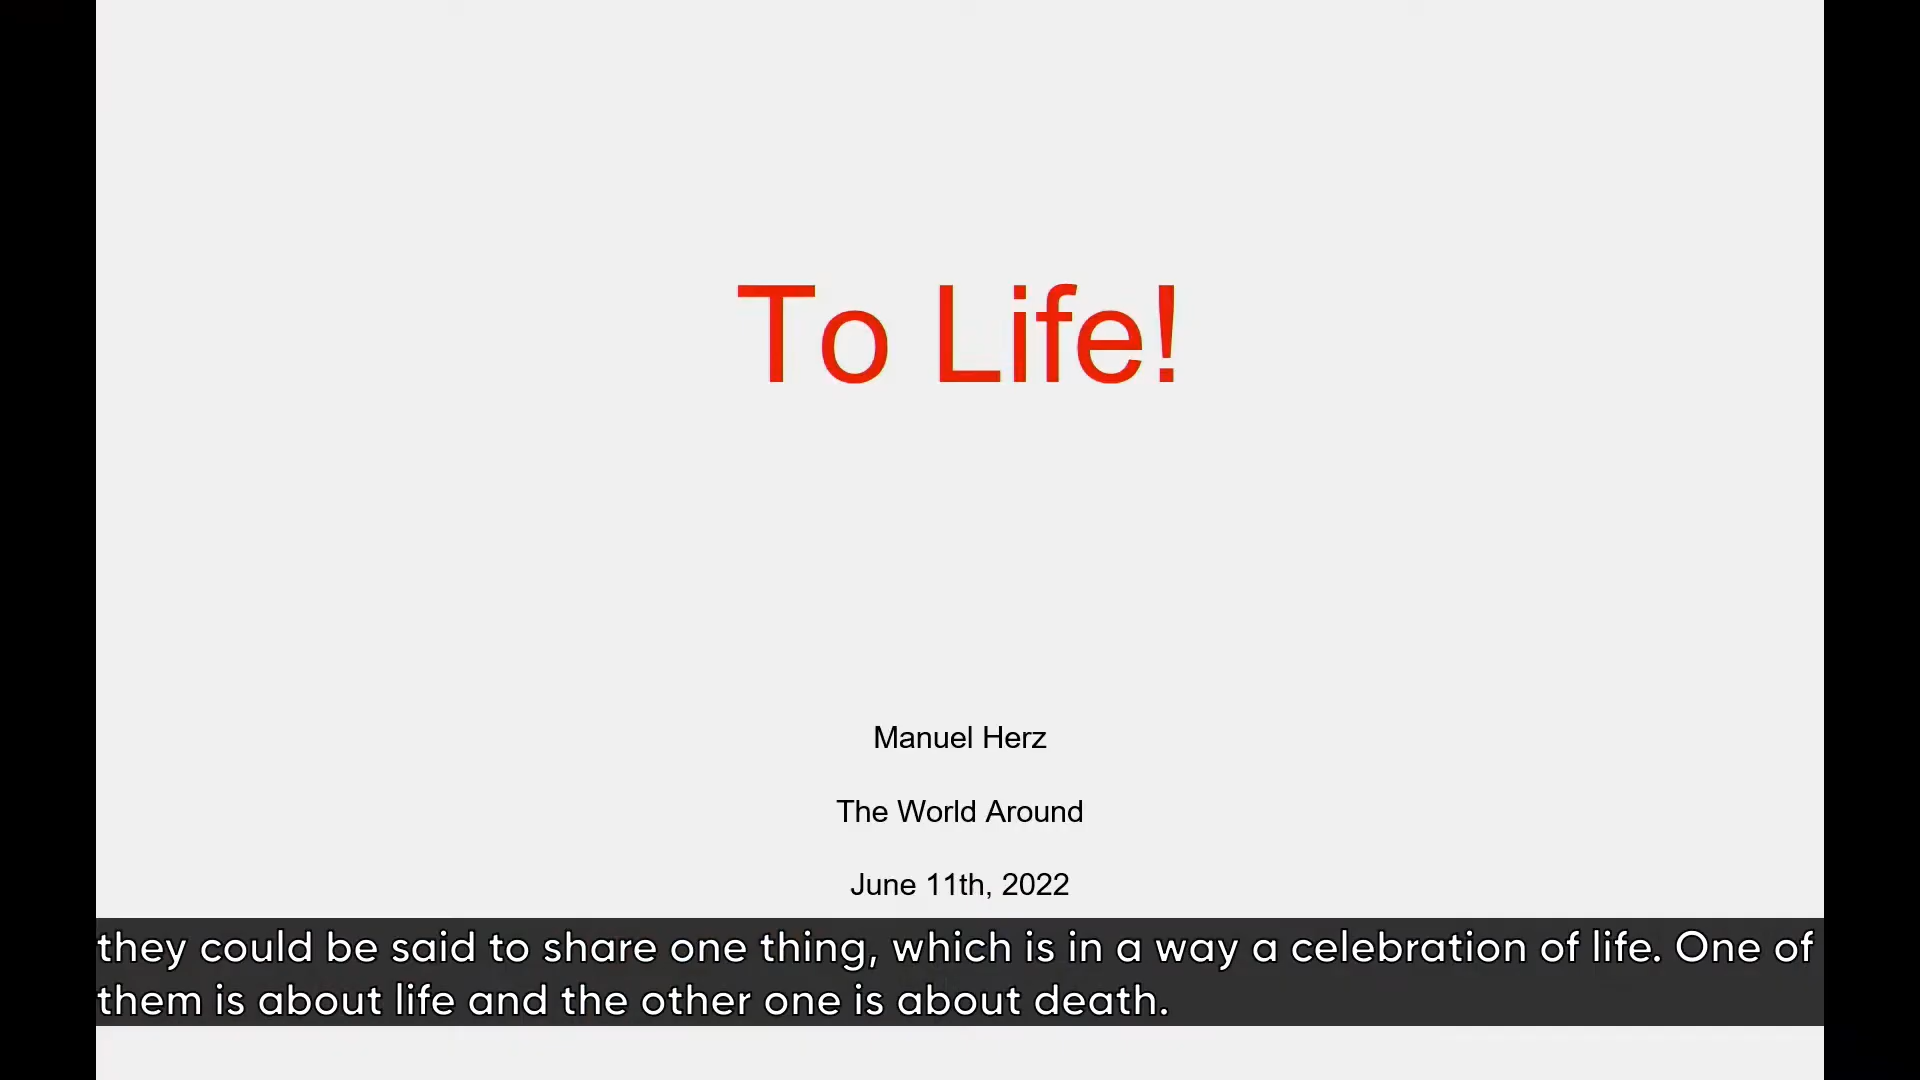 To Life!
Manuel Herz
The World Around
June 11th, 2022
they could be said to share one thing, which is in a way a celebration of life. One of
them is about life and the other one is about death.